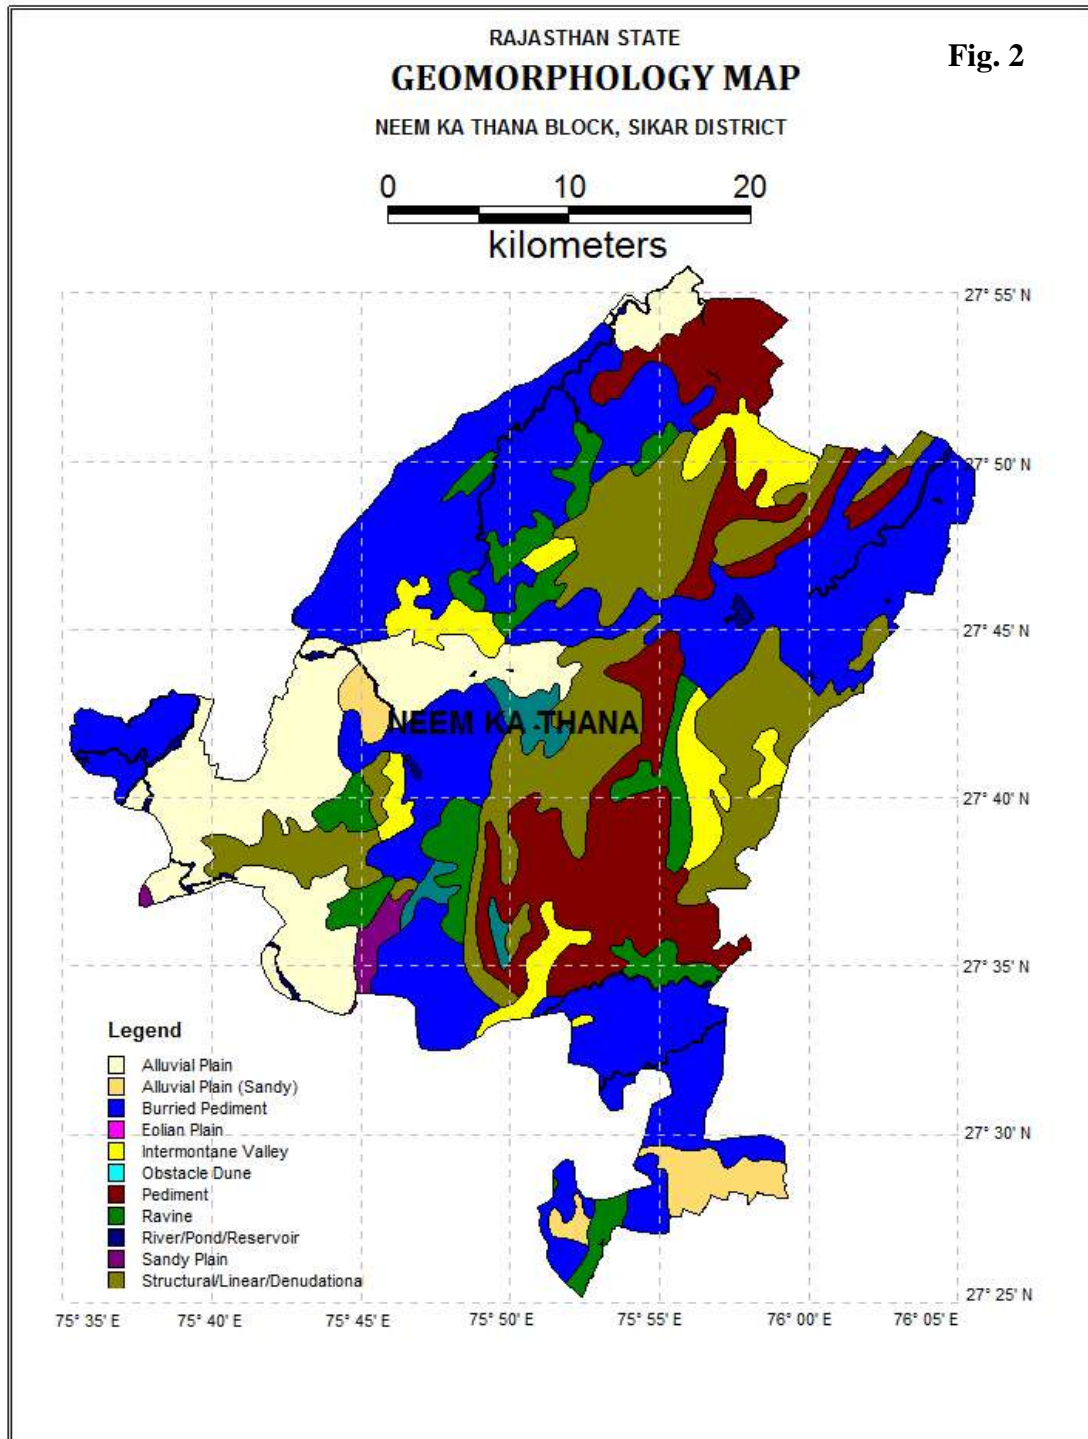 RAJASTHAN STATE
Fig. 2
GEOMORPHOLOGY MAP
NEEM KA THANA BLOCK, SIKAR DISTRICT
0 10 20
kilometers
27° 55' N
27° 50' N
27° 45' N
NEEM KA THANA
27° 40' N
27° 35' N
Legend
Alluvial Plain
Alluvial Plain (Sandy)
Burried Pediment
Eolian Plain
Intermontane Valley
Obstacle Dune
Pediment
Ravine
River/Pond/Reservoir
Sandy Plain
Structural/Linear/Denudationa
27° 30' N
27° 25' N
75° 35' E 75° 40' E 75° 45' E 75° 50' E 75° 55' E 76° 00' E 76° 05' E